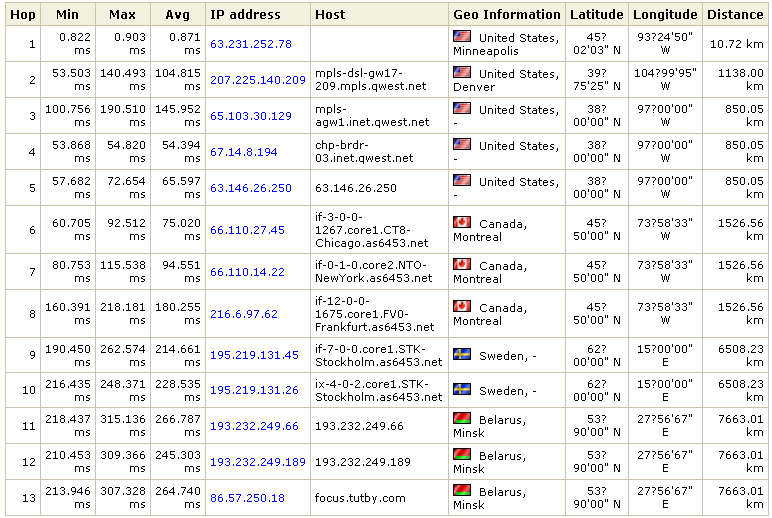 Hop Min Max Avg IP address Host Geo Information Latitude Longitude Distance
1 0.822 ms 0.903 ms 0.871 ms 63.231.252.78 United States, Minneapolis 45?02'03" N 93?24'50" W 10.72 km
2 53.503 ms 140.493 ms 104.815 ms 207.225.140.209 mpls-dsl-gw17-209.mpls.qwest.net United States, Denver 39?75'25" N 104?99'95" W 1138.00 km
3 100.756 ms 190.510 ms 145.952 ms 65.103.30.129 mpls-agw1.inet.qwest.net United States, - 38?00'00" N 97?00'00" W 850.05 km
4 53.868 ms 54.820 ms 54.394 ms 67.14.8.194 chp-brdr-03.inet.qwest.net United States, - 38?00'00" N 97?00'00" W 850.05 km
5 57.682 ms 72.654 ms 65.597 ms 63.146.26.250 63.146.26.250 United States, - 38?00'00" N 97?00'00" W 850.05 km
6 60.705 ms 92.512 ms 75.020 ms 66.110.27.45 if-3-0-0-1267.core1.CT8-Chicago.as6453.net Canada, Montreal 45?50'00" N 73?58'33" W 1526.56 km
7 80.753 ms 115.538 ms 94.551 ms 66.110.14.22 if-0-1-0.core2.NTO-NewYork.as6453.net Canada, Montreal 45?50'00" N 73?58'33" W 1526.56 km
8 160.391 ms 218.181 ms 180.255 ms 216.6.97.62 if-12-0-0-1675.core1.FV0-Frankfurt.as6453.net Canada, Montreal 45?50'00" N 73?58'33" W 1526.56 km
9 190.450 ms 262.574 ms 214.661 ms 195.219.131.45 if-7-0-0.core1.STK-Stockholm.as6453.net Sweden, - 62?00'00" N 15?00'00" E 6508.23 km
10 216.435 ms 248.371 ms 228.535 ms 195.219.131.26 ix-4-0-2.core1.STK-Stockholm.as6453.net Sweden, - 62?00'00" N 15?00'00" E 6508.23 km
11 218.437 ms 315.136 ms 266.787 ms 193.232.249.66 193.232.249.66 Belarus, Minsk 53?90'00" N 27?56'67" E 7663.01 km
12 210.453 ms 309.366 ms 245.303 ms 193.232.249.189 193.232.249.189 Belarus, Minsk 53?90'00" N 27?56'67" E 7663.01 km
13 213.946 ms 307.328 ms 264.740 ms 86.57.250.18 focus.tutby.com Belarus, Minsk 53?90'00" N 27?56'67" E 7663.01 km